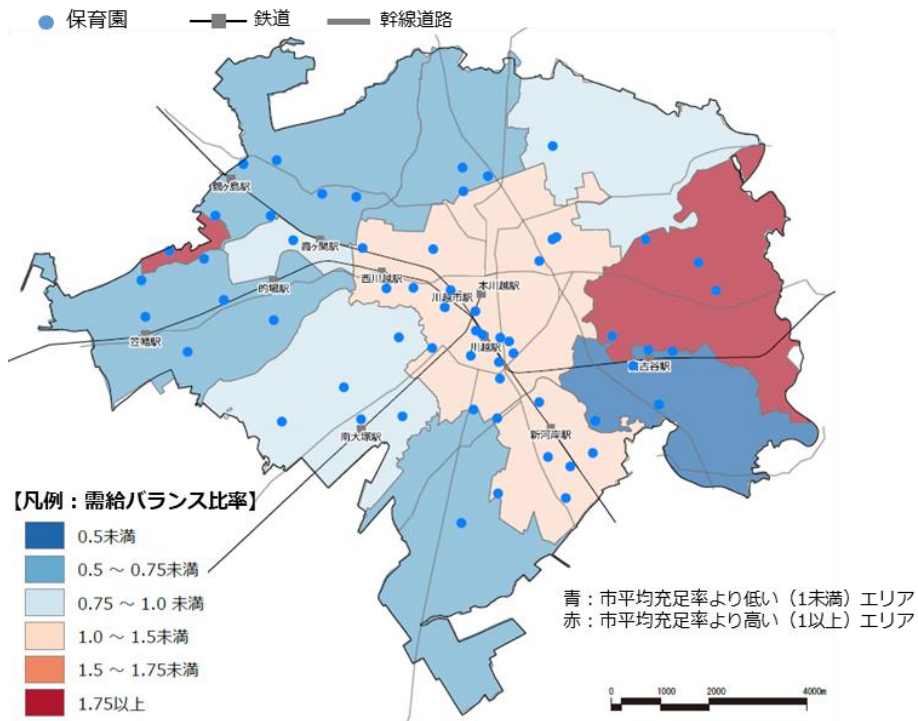 保育園 鉄道 幹線道路
鶴ヶ島駅
霞ヶ関駅
西川越駅
的場駅
本川越駅
川越市駅
笠幡駅
川越駅
古谷駅
南大塚駅
新河岸駅
【凡例：需給バランス比率】
0.5未満
0.5 ～ 0.75未満
0.75 ～ 1.0 未満
1.0 ～ 1.5未満
1.5 ～ 1.75未満
1.75以上
青：市平均充足率より低い（1未満）エリア
赤：市平均充足率より高い（1以上）エリア
0 1000 2000 4000m